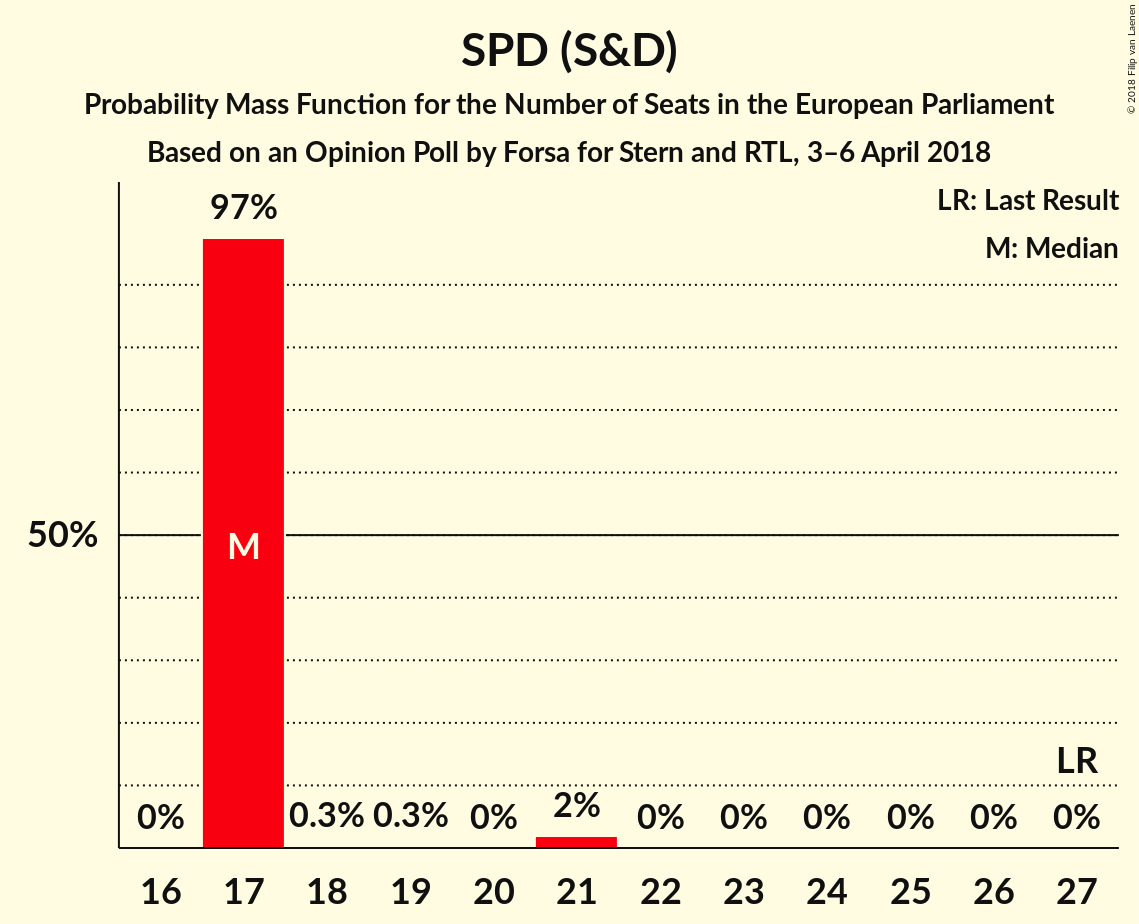 SPD (S&D)
Probability Mass Function for the Number of Seats in the European Parliament
Based on an Opinion Poll by Forsa for Stern and RTL, 3–6 April 2018
© 2018 Filip van Laenen
LR: Last Result
M: Median
97%
50%
M
LR
0% 0.3% 0.3% 0% 2% 0% 0% 0% 0% 0% 0%
16 17 18 19 20 21 22 23 24 25 26 27